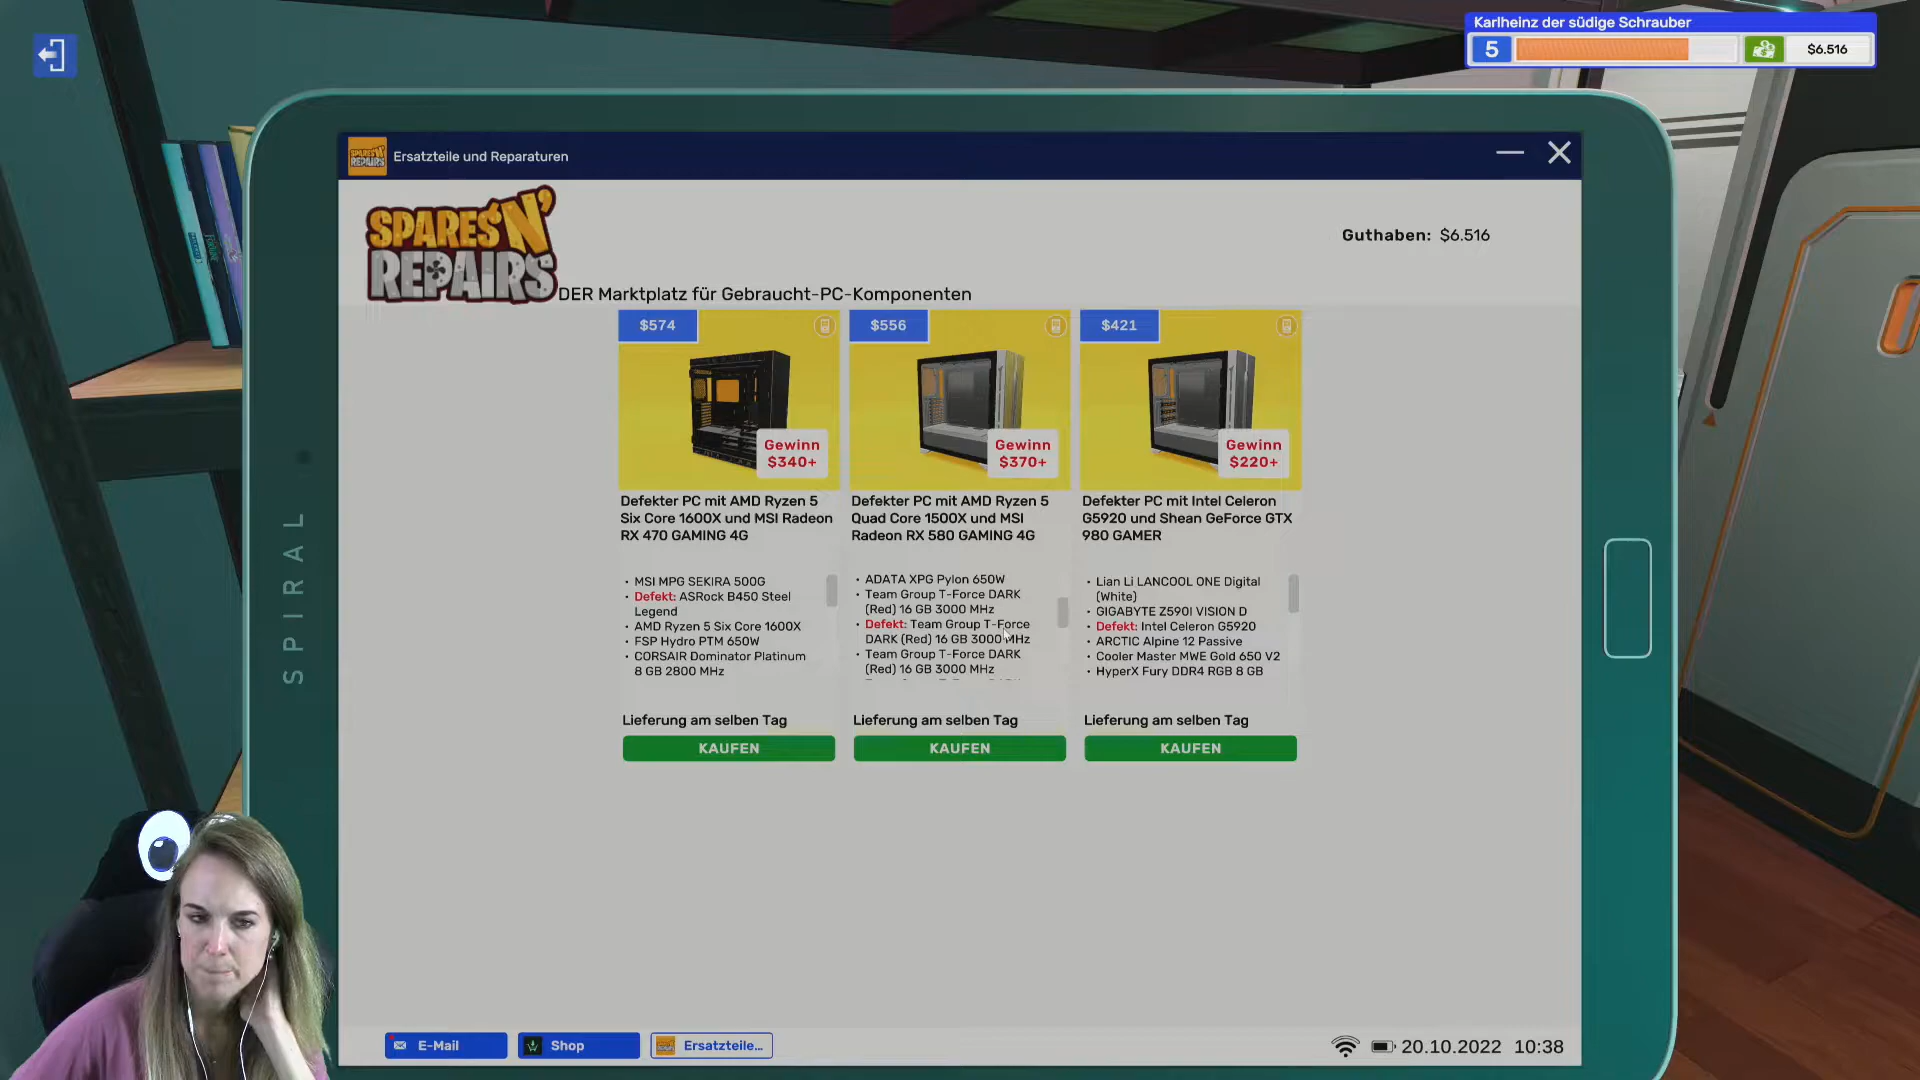 Karlheinz der südige Schrauber
5
$6.516
SPARES N' REPAIRS
Ersatzteile und Reparaturen
SPARES N'
REPAIRS
Guthaben: $6.516
DER Marktplatz für Gebraucht-PC-Komponenten
$574
Gewinn
$340+
Defekter PC mit AMD Ryzen 5
Six Core 1600X und MSI Radeon
RX 470 GAMING 4G
• MSI MPG SEKIRA 500G
• Defekt: ASRock B450 Steel
Legend
• AMD Ryzen 5 Six Core 1600X
• FSP Hydro PTM 650W
• CORSAIR Dominator Platinum
8 GB 2800 MHz
Lieferung am selben Tag
KAUFEN
$556
Gewinn
$370+
Defekter PC mit AMD Ryzen 5
Quad Core 1500X und MSI
Radeon RX 580 GAMING 4G
• ADATA XPG Pylon 650W
• Team Group T-Force DARK
(Red) 16 GB 3000 MHz
• Defekt: Team Group T-Force
DARK (Red) 16 GB 3000 MHz
• Team Group T-Force DARK
(Red) 16 GB 3000 MHz
Lieferung am selben Tag
KAUFEN
$421
Gewinn
$220+
Defekter PC mit Intel Celeron
G5920 und Shean GeForce GTX
980 GAMER
• Lian Li LANCOOL ONE Digital
(White)
• GIGABYTE Z590I VISION D
• Defekt: Intel Celeron G5920
• ARCTIC Alpine 12 Passive
• Cooler Master MWE Gold 650 V2
• HyperX Fury DDR4 RGB 8 GB
Lieferung am selben Tag
KAUFEN
SPIRAL
E-Mail
Shop
Ersatzteile...
20.10.2022 10:38